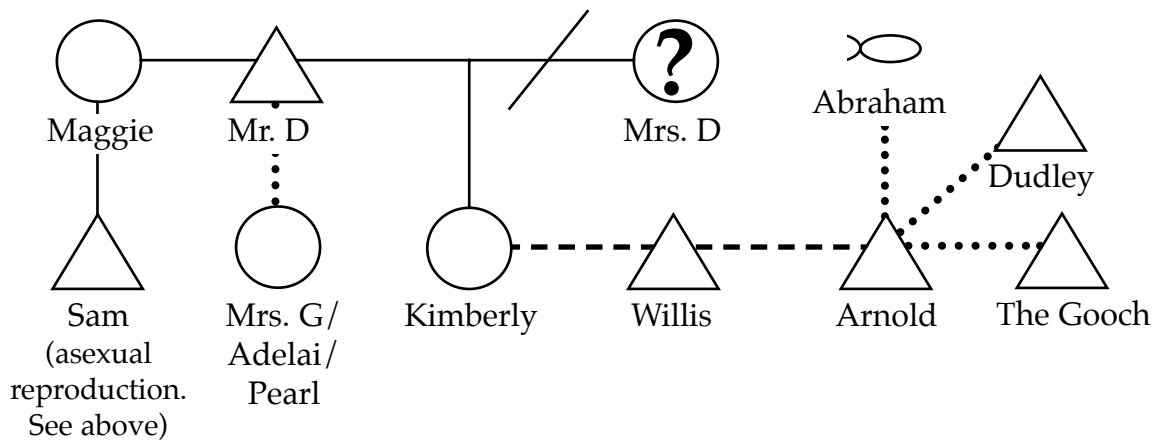 ?
Abraham
Maggie
Mr. D
Mrs. D
Dudley
Sam
(asexual
reproduction.
See above)
Mrs. G/
Adelai/
Pearl
Kimberly
Willis
Arnold
The Gooch